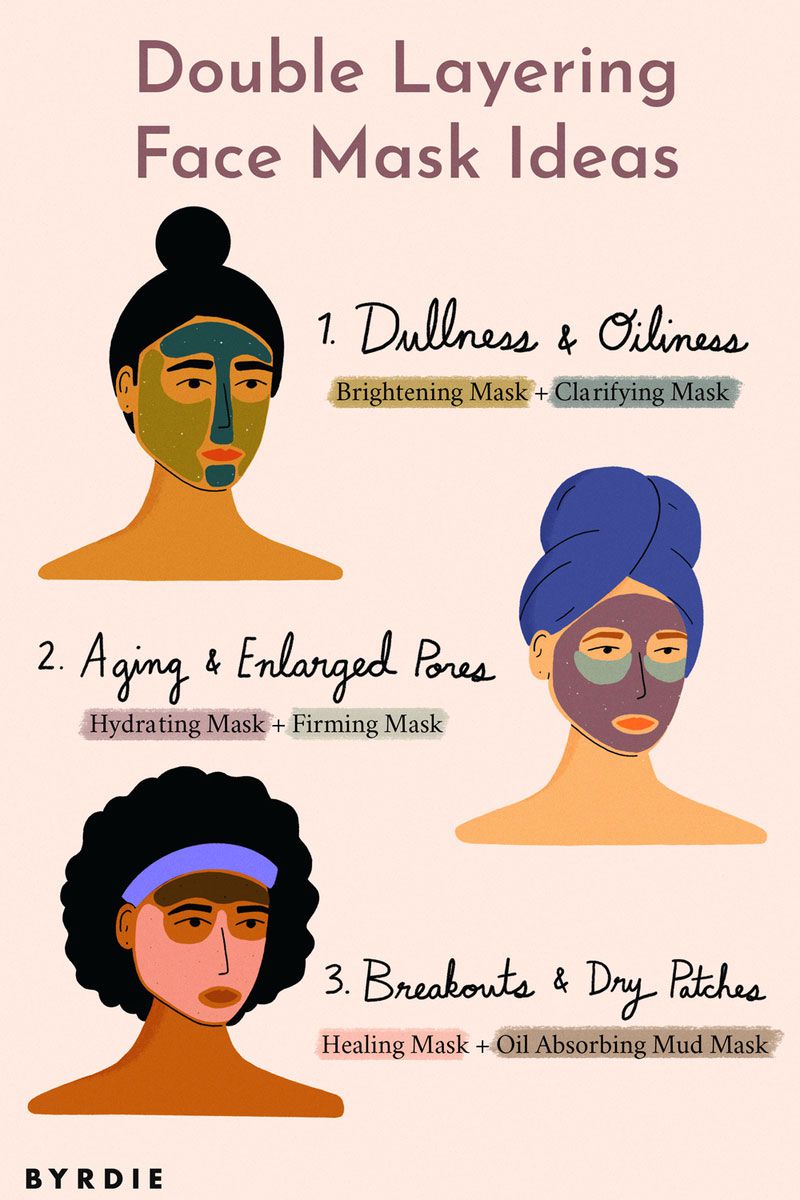 Double Layering
Face Mask Ideas
1. Dullness & Oiliness
Brightening Mask + Clarifying Mask
2. Aging & Enlarged Pores
Hydrating Mask + Firming Mask
3. Breakouts & Dry Patches
Healing Mask + Oil Absorbing Mud Mask
BYRDIE